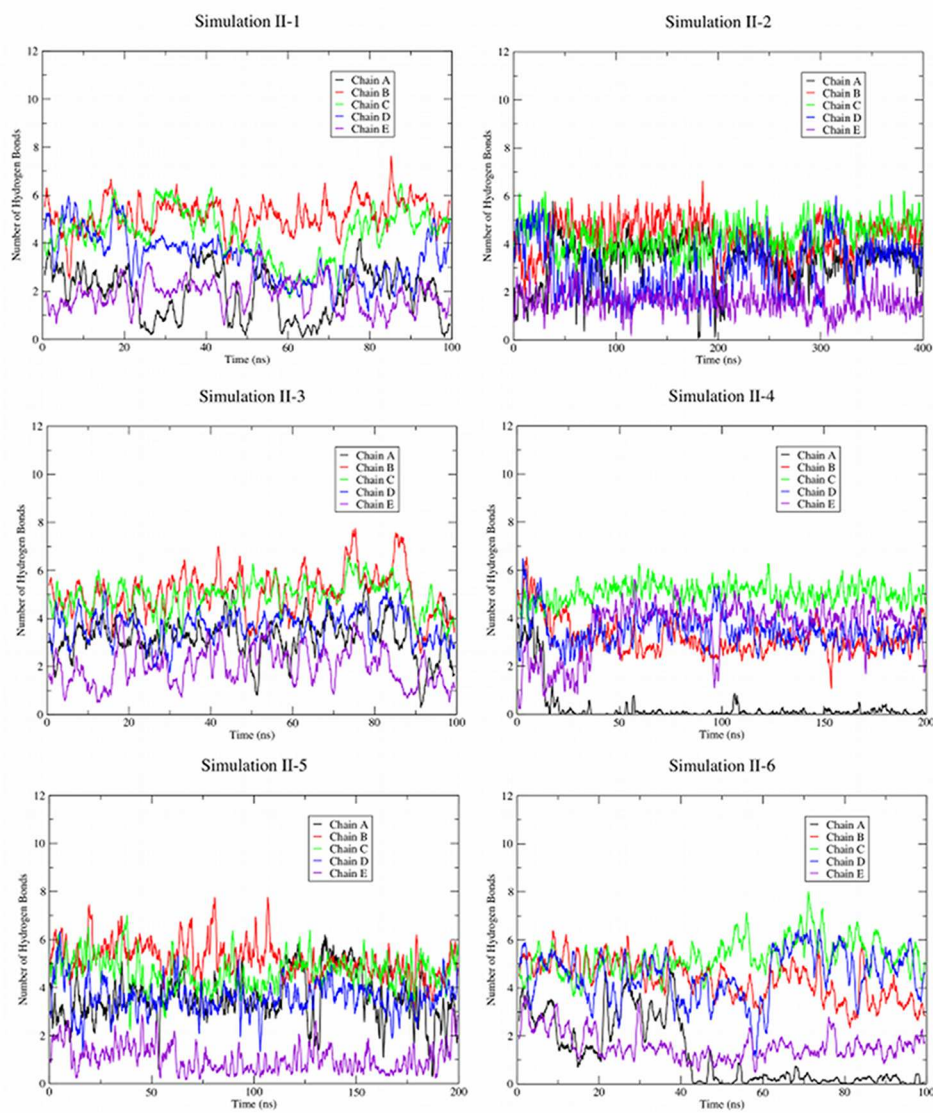 Simulation II-1
12
10
8
6
4
2
0
Number of Hydrogen Bonds
Chain A
Chain B
Chain C
Chain D
Chain E
0 20 40 60 80 100
Time (ns)
Simulation II-2
12
10
8
6
4
2
0
Number of Hydrogen Bonds
Chain A
Chain B
Chain C
Chain D
Chain E
0 100 200 300 400
Time (ns)
Simulation II-3
12
10
8
6
4
2
0
Number of Hydrogen Bonds
Chain A
Chain B
Chain C
Chain D
Chain E
0 20 40 60 80 100
Time (ns)
Simulation II-4
12
10
8
6
4
2
0
Number of Hydrogen Bonds
Chain A
Chain B
Chain C
Chain D
Chain E
0 50 100 150 200
Time (ns)
Simulation II-5
12
10
8
6
4
2
0
Number of Hydrogen Bonds
Chain A
Chain B
Chain C
Chain D
Chain E
0 50 100 150 200
Time (ns)
Simulation II-6
12
10
8
6
4
2
0
Number of Hydrogen Bonds
Chain A
Chain B
Chain C
Chain D
Chain E
0 20 40 60 80 100
Time (ns)